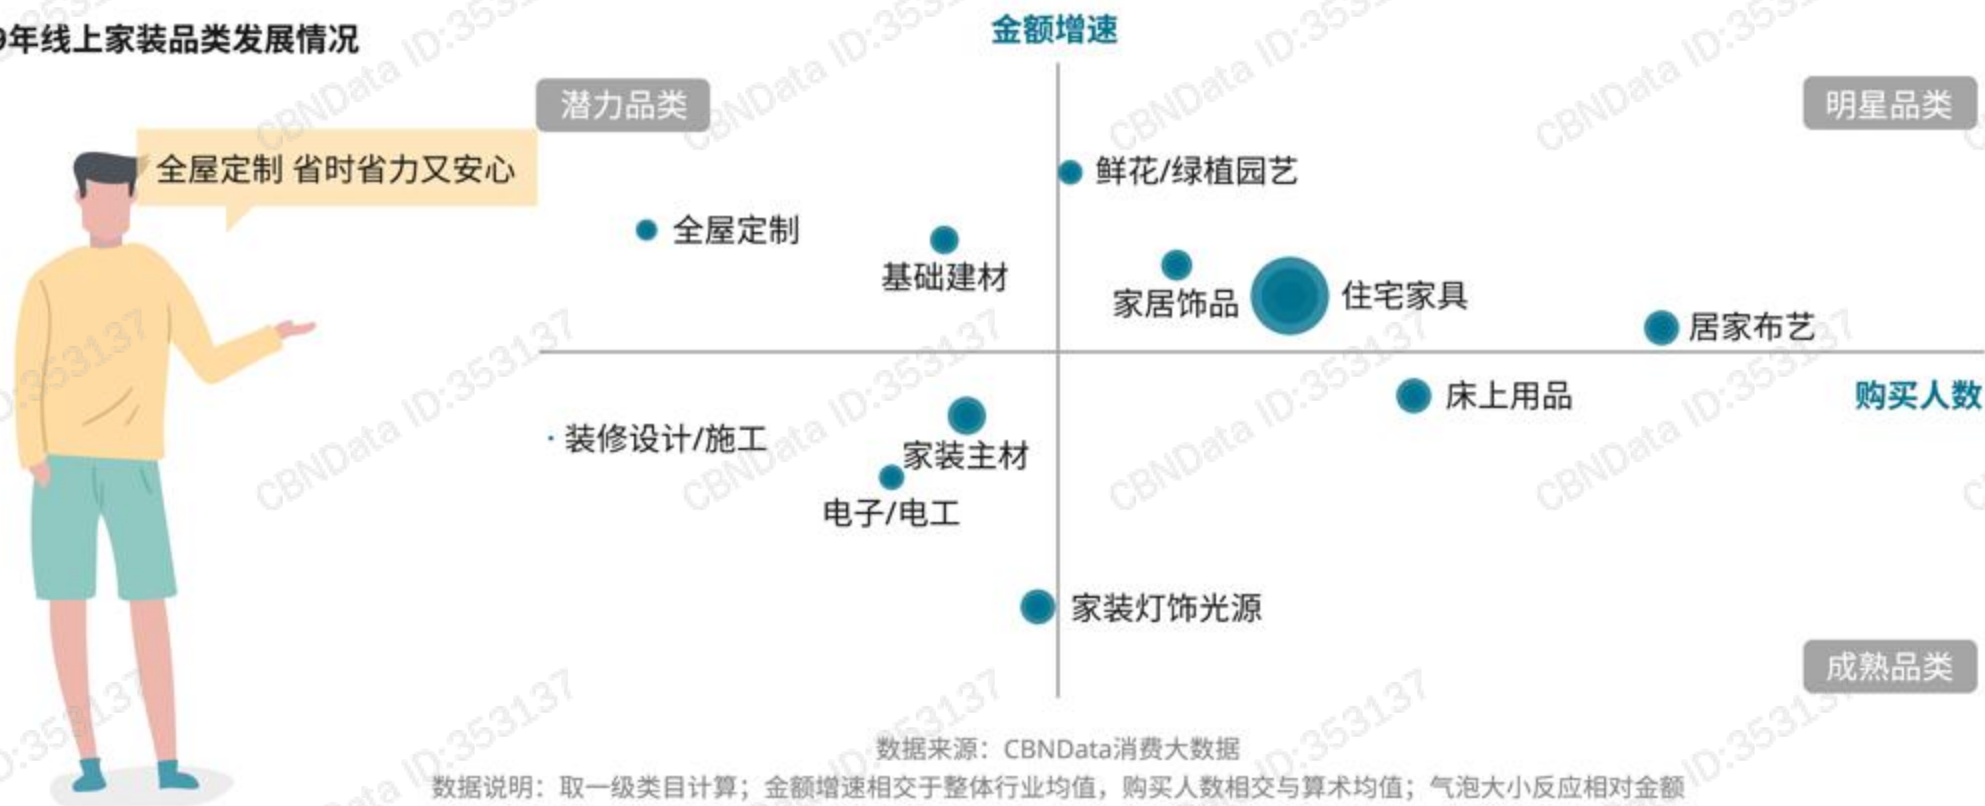 9年线上家装品类发展情况
金额增速
潜力品类
明星品类
全屋定制 省时省力又安心
鲜花/绿植园艺
全屋定制
基础建材
家居饰品
住宅家具
居家布艺
床上用品
购买人数
装修设计/施工
家装主材
电子/电工
家装灯饰光源
成熟品类
数据来源：CBNData消费大数据
数据说明：取一级类目计算；金额增速相交于整体行业均值，购买人数相交与算术均值；气泡大小反应相对金额
CBNData ID:353137